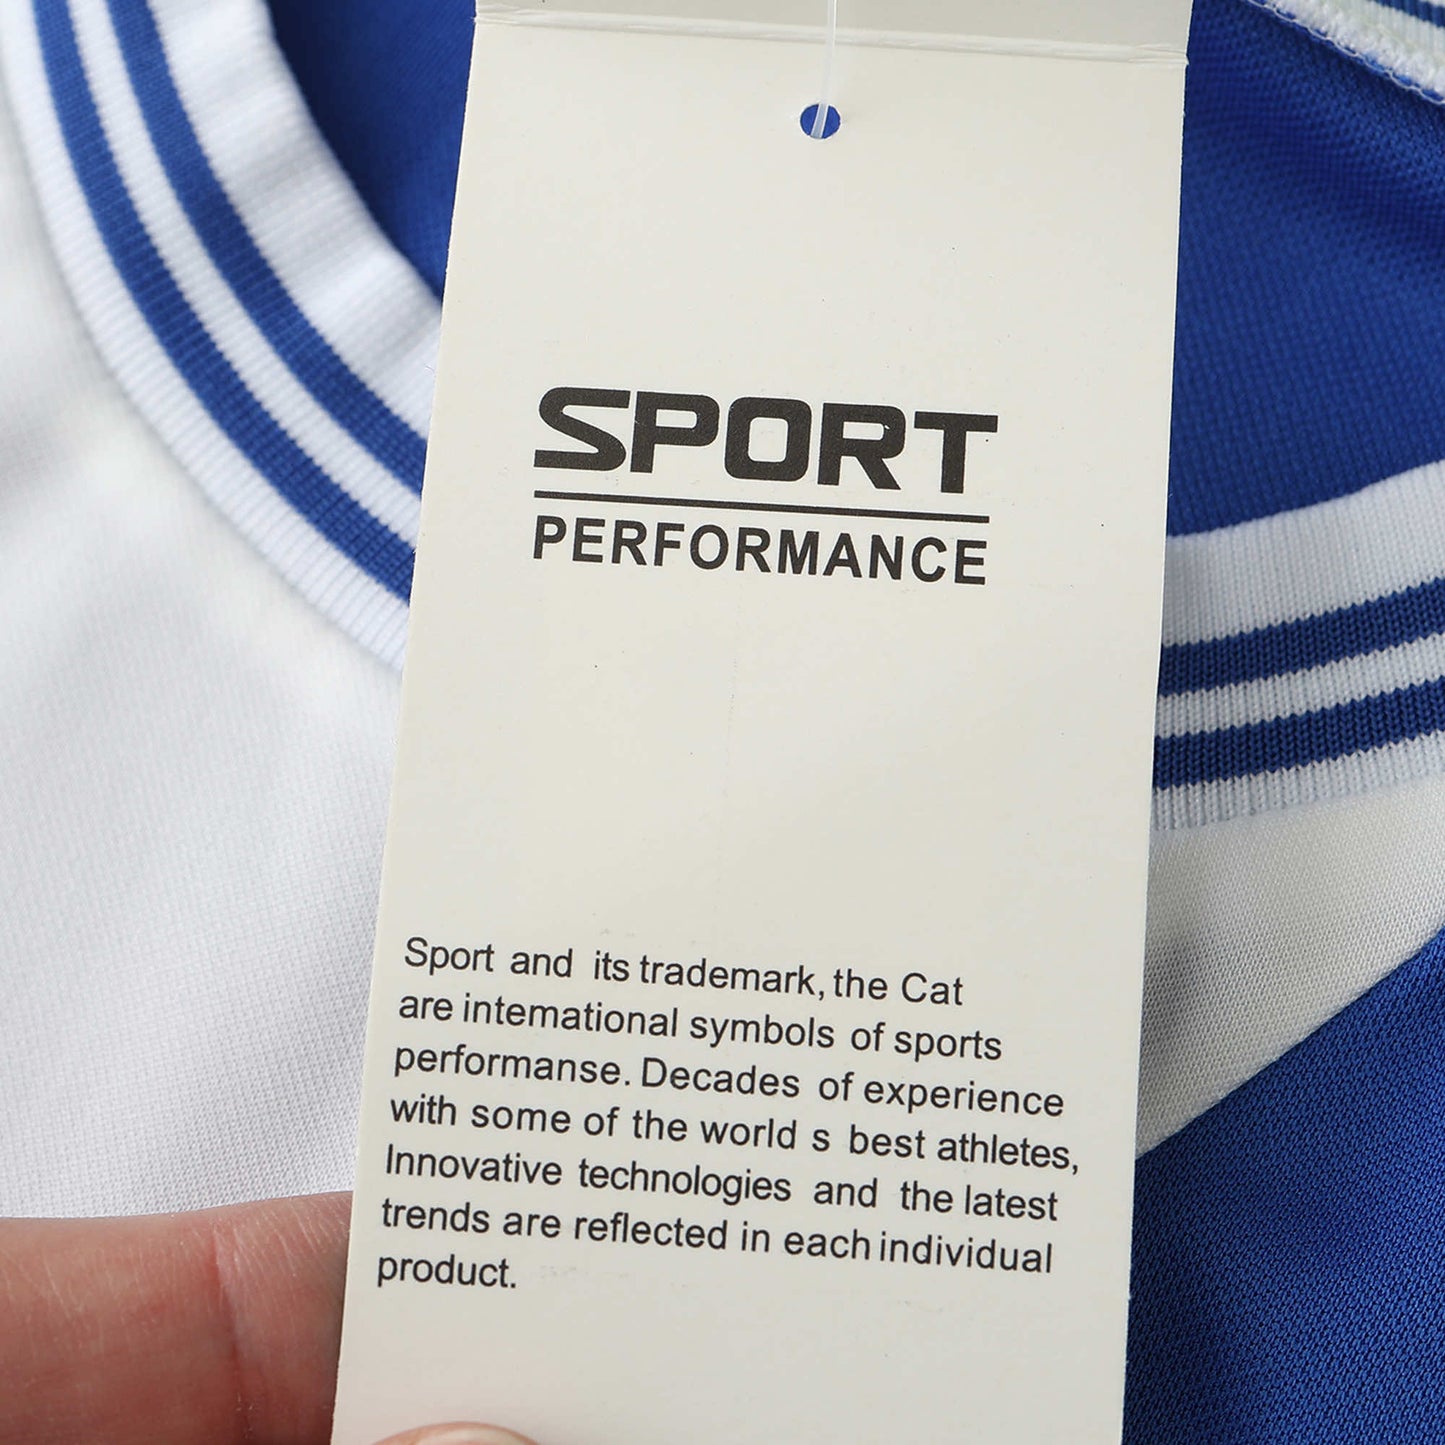 SPORT
PERFORMANCE
Sport and its trademark, the Cat
are intemational symbols of sports
performanse. Decades of experience
with some of the world s best athletes,
Innovative technologies and the latest
trends are reflected in each individual
product.